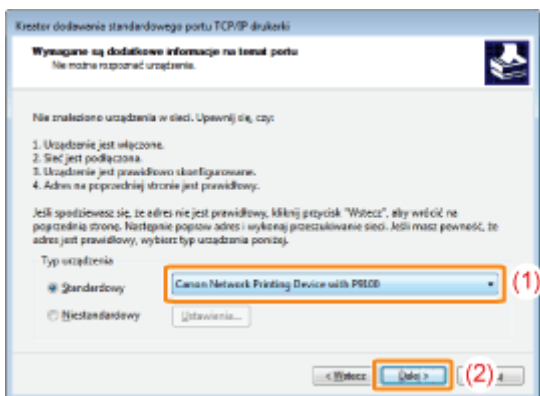 Kreator dodawania standardowego portu TCP/IP drukarki
Wymagane są dodatkowe informacje na temat portu
Nie można rozpoznać urządzenia.
Nie znaleziono urządzenia w sieci. Upewnij się, czy:
1. Urządzenie jest włączone.
2. Sieć jest podłączona.
3. Urządzenie jest prawidłowo skonfigurowane.
4. Adres na poprzedniej stronie jest prawidłowy.
Jeśli spodziewasz się, że adres nie jest prawidłowy, kliknij przycisk "Wstecz", aby wrócić na
poprzednią stronę. Następnie popraw adres i wykonaj przeszukiwanie sieci. Jeśli masz pewność, że
adres jest prawidłowy, wybierz typ urządzenia poniżej.
Typ urządzenia
Standardowy
Canon Network Printing Device with P9100
(1)
Niestandardowy
Ustawienia...
< Wstecz
Dalej >
(2)